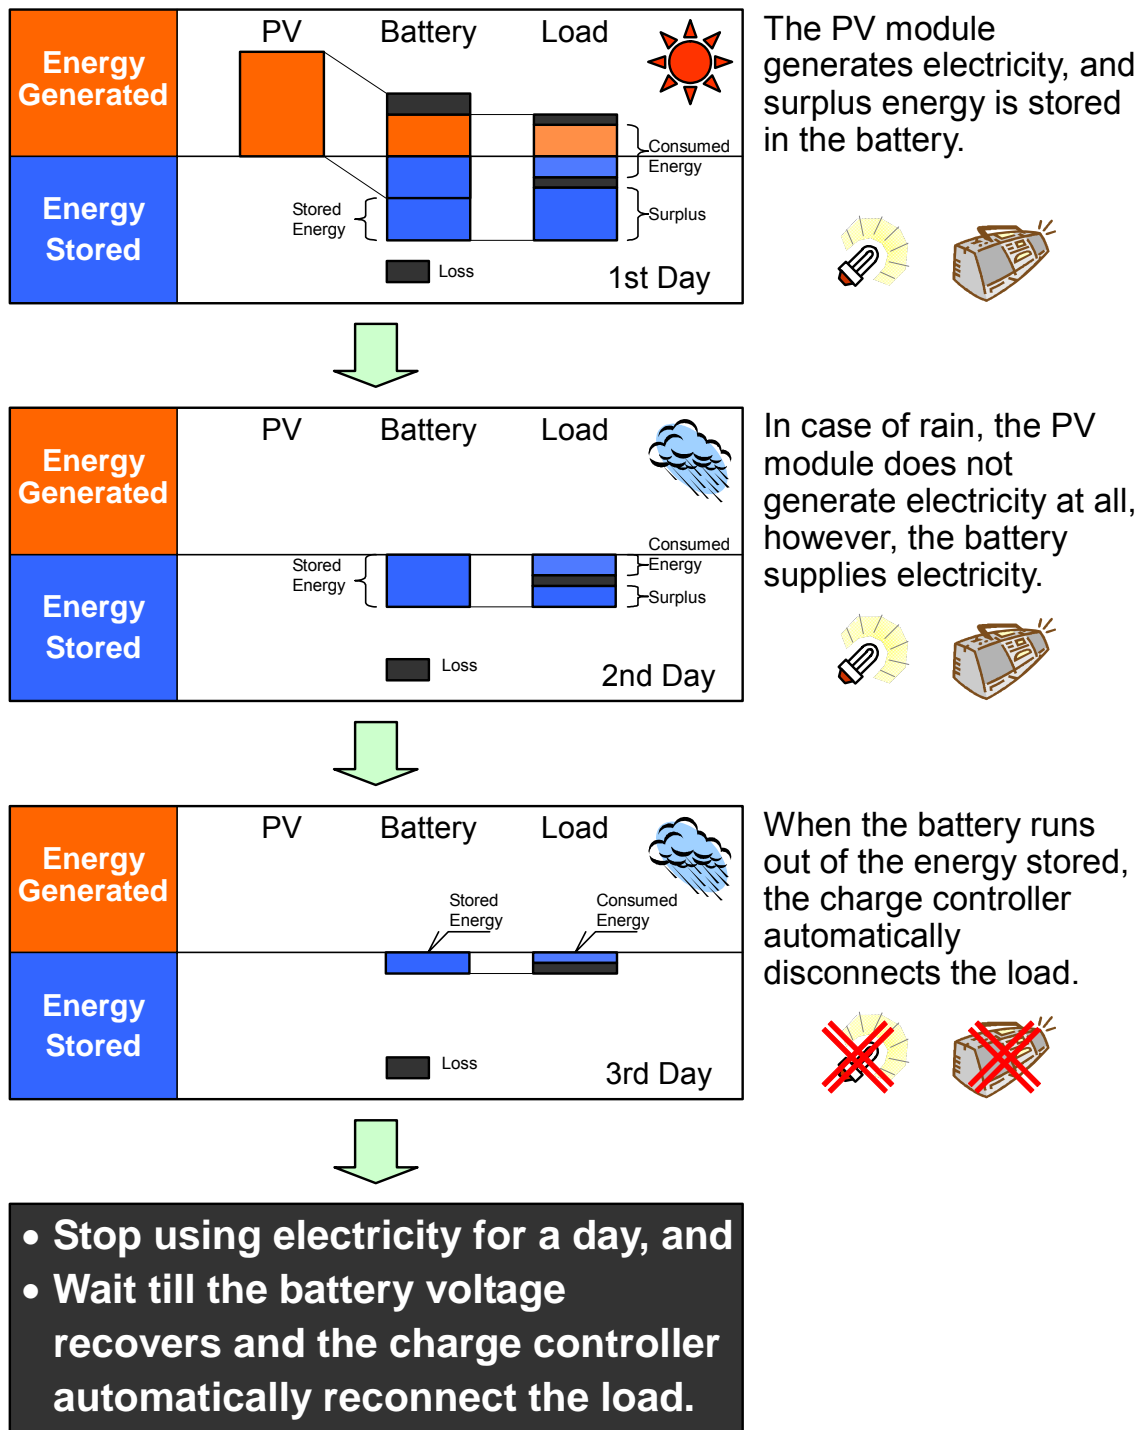 PV Battery Load
Energy
Generated
Consumed
Energy
Energy
Stored
Stored
Energy
Surplus
Loss
1st Day
The PV module
generates electricity, and
surplus energy is stored
in the battery.
PV Battery Load
Energy
Generated
Consumed
Energy
Stored
Energy
Surplus
Energy
Stored
Loss
2nd Day
In case of rain, the PV
module does not
generate electricity at all,
however, the battery
supplies electricity.
PV Battery Load
Energy
Generated
Stored
Energy
Consumed
Energy
Energy
Stored
Loss
3rd Day
When the battery runs
out of the energy stored,
the charge controller
automatically
disconnects the load.
• Stop using electricity for a day, and
• Wait till the battery voltage
recovers and the charge controller
automatically reconnect the load.